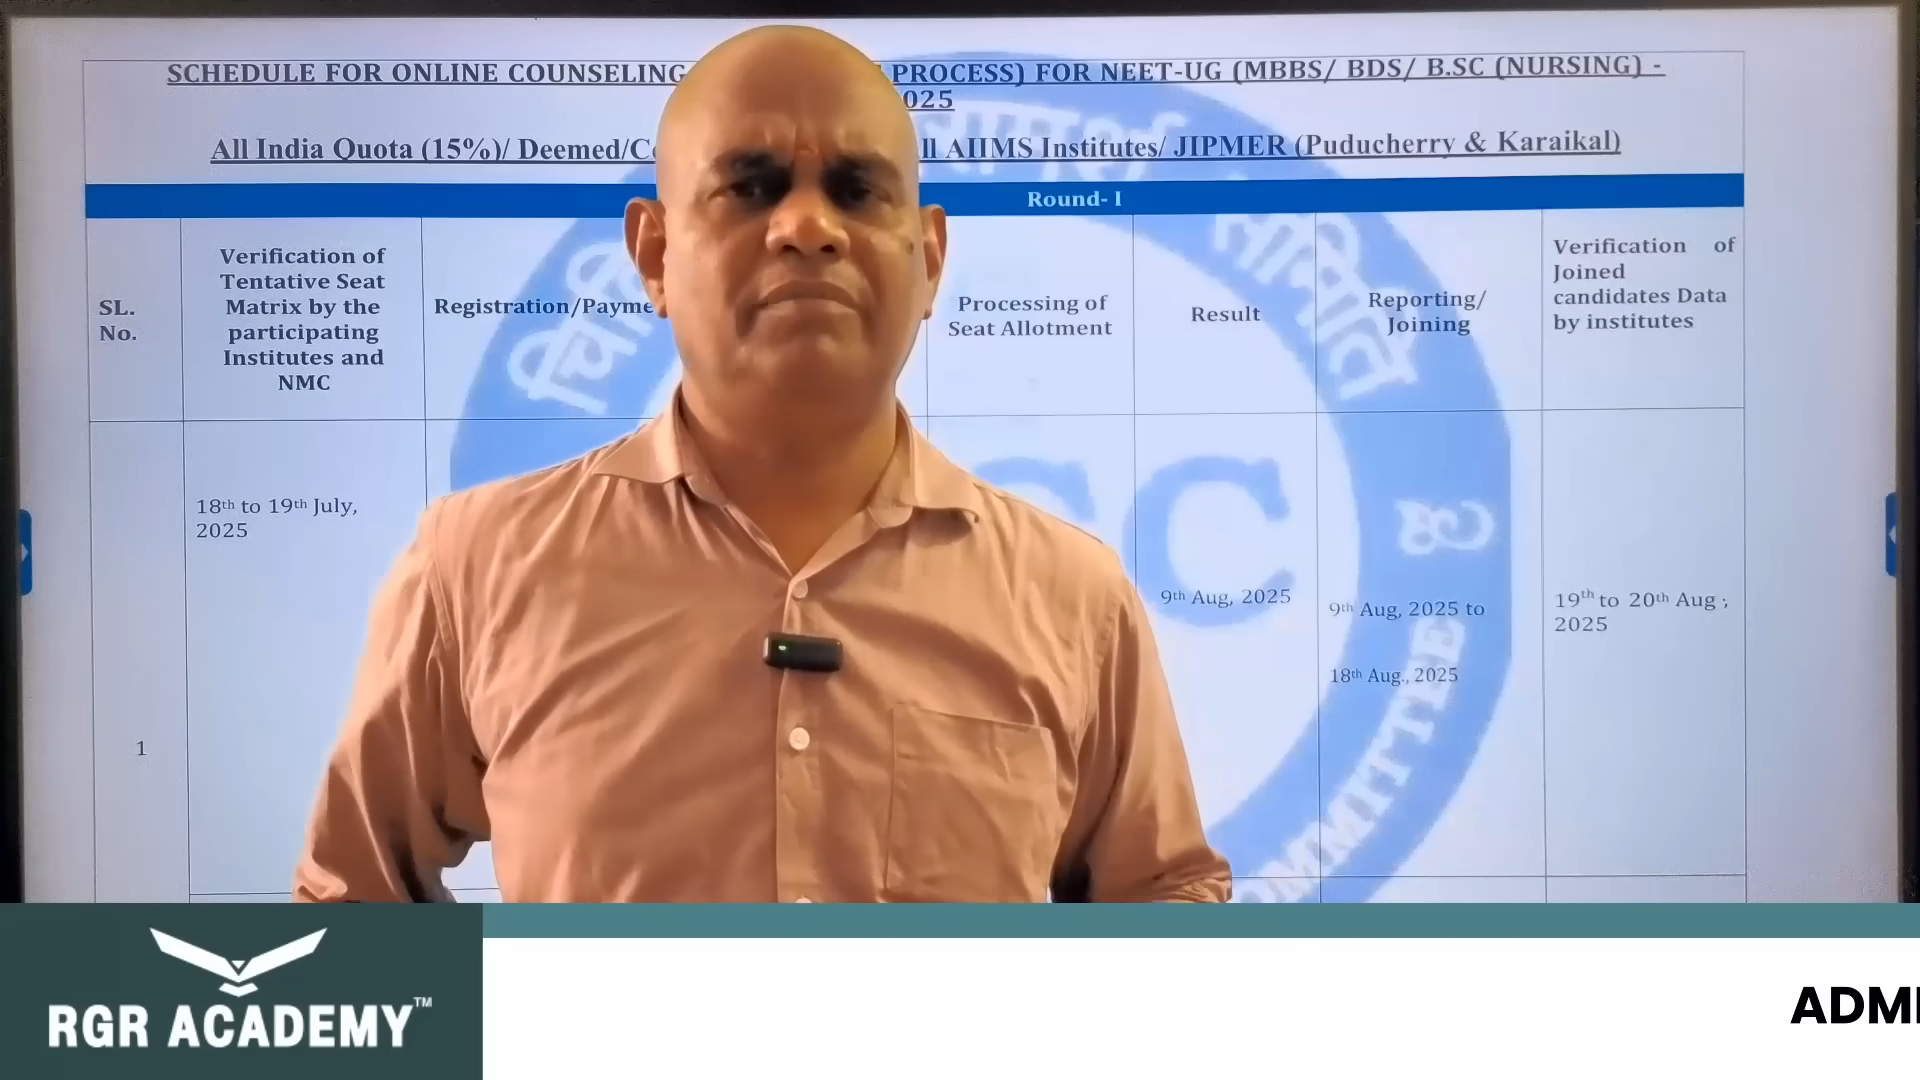 SCHEDULE FOR ONLINE COUNSELING PROCESS) FOR NEET-UG (MBBS/ BDS/ B.SC (NURSING) -
025
All India Quota (15%)/ Deemed/C ll AIIMS Institutes/ JIPMER (Puducherry & Karaikal)
Round- I
SL.
No.
Verification of
Tentative Seat
Matrix by the
participating
Institutes and
NMC
Registration/Payme
Processing of
Seat Allotment
Result
Reporting/
Joining
Verification of
Joined
candidates Data
by institutes
1
18th to 19th July,
2025
9th Aug, 2025
9th Aug, 2025 to
18th Aug., 2025
19th to 20th Aug ;
2025
समिति
C
OMMITTEE
RGR ACADEMY™
ADMI